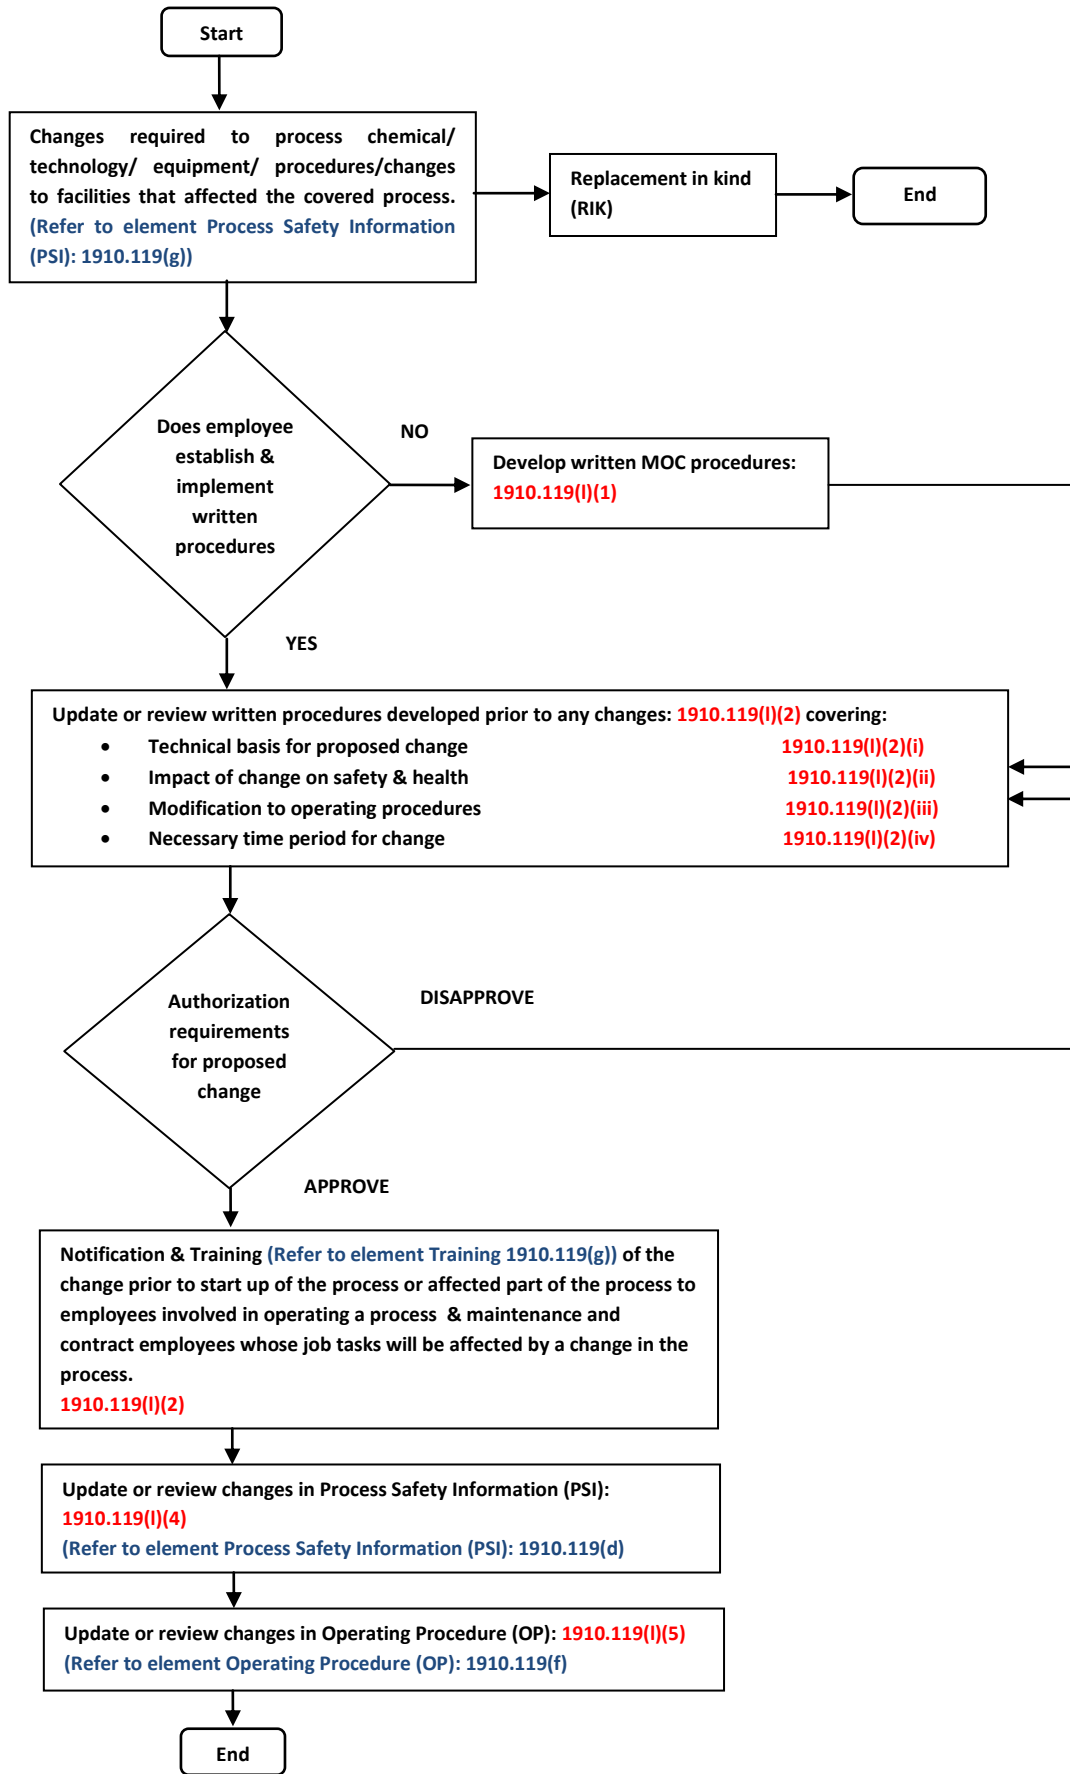 Start
Changes required to process chemical/
technology/ equipment/ procedures/changes
to facilities that affected the covered process.
(Refer to element Process Safety Information
(PSI): 1910.119(g))
Replacement in kind
(RIK)
End
Does employee
establish &
implement
written
procedures
NO
Develop written MOC procedures:
1910.119(l)(1)
YES
Update or review written procedures developed prior to any changes: 1910.119(l)(2) covering:
• Technical basis for proposed change 1910.119(l)(2)(i)
• Impact of change on safety & health 1910.119(l)(2)(ii)
• Modification to operating procedures 1910.119(l)(2)(iii)
• Necessary time period for change 1910.119(l)(2)(iv)
Authorization
requirements
for proposed
change
DISAPPROVE
APPROVE
Notification & Training (Refer to element Training 1910.119(g)) of the
change prior to start up of the process or affected part of the process to
employees involved in operating a process & maintenance and
contract employees whose job tasks will be affected by a change in the
process.
1910.119(l)(2)
Update or review changes in Process Safety Information (PSI):
1910.119(l)(4)
(Refer to element Process Safety Information (PSI): 1910.119(d)
Update or review changes in Operating Procedure (OP): 1910.119(l)(5)
(Refer to element Operating Procedure (OP): 1910.119(f)
End